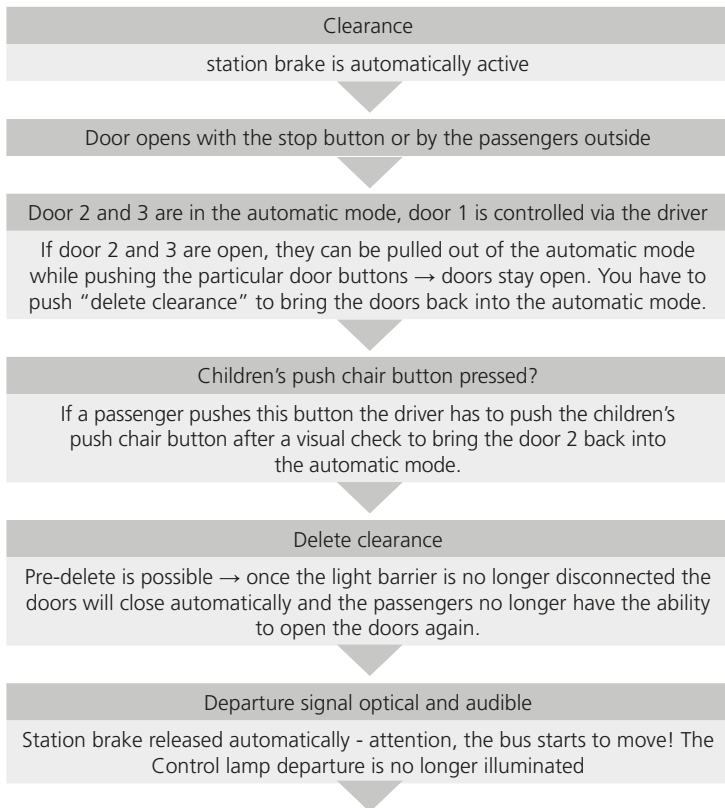 Clearance
station brake is automatically active
Door opens with the stop button or by the passengers outside
Door 2 and 3 are in the automatic mode, door 1 is controlled via the driver
If door 2 and 3 are open, they can be pulled out of the automatic mode
while pushing the particular door buttons → doors stay open. You have to
push “delete clearance” to bring the doors back into the automatic mode.
Children’s push chair button pressed?
If a passenger pushes this button the driver has to push the children’s
push chair button after a visual check to bring the door 2 back into
the automatic mode.
Delete clearance
Pre-delete is possible → once the light barrier is no longer disconnected the
doors will close automatically and the passengers no longer have the ability
to open the doors again.
Departure signal optical and audible
Station brake released automatically - attention, the bus starts to move! The
Control lamp departure is no longer illuminated